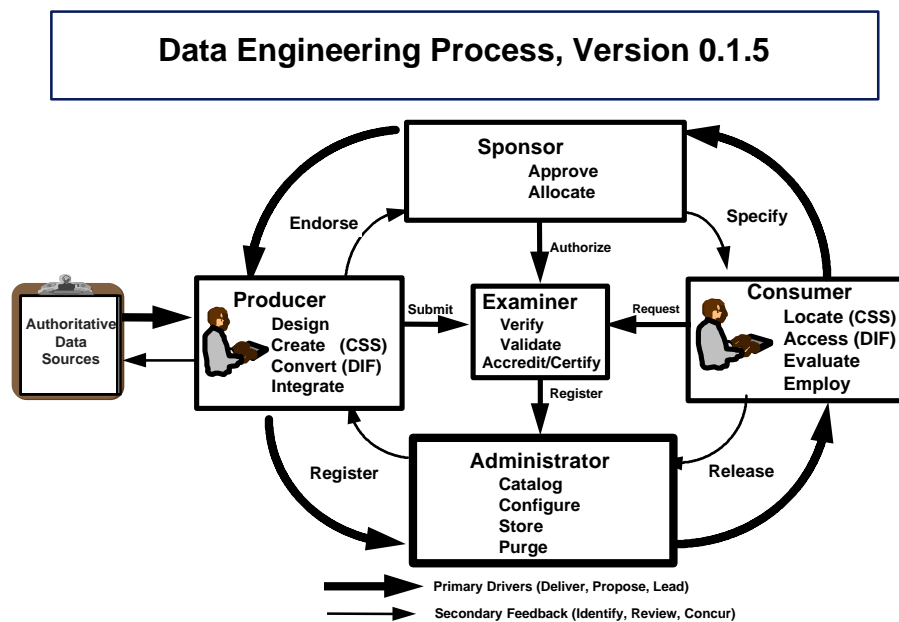 Data Engineering Process, Version 0.1.5
Sponsor
Approve
Allocate
Endorse
Specify
Authorize
Authoritative
Data
Sources
Producer
Design
Create (CSS)
Convert (DIF)
Integrate
Submit
Examiner
Verify
Validate
Accredit/Certify
Request
Consumer
Locate (CSS)
Access (DIF)
Evaluate
Employ
Register
Register
Administrator
Catalog
Configure
Store
Purge
Release
Primary Drivers (Deliver, Propose, Lead)
Secondary Feedback (Identify, Review, Concur)